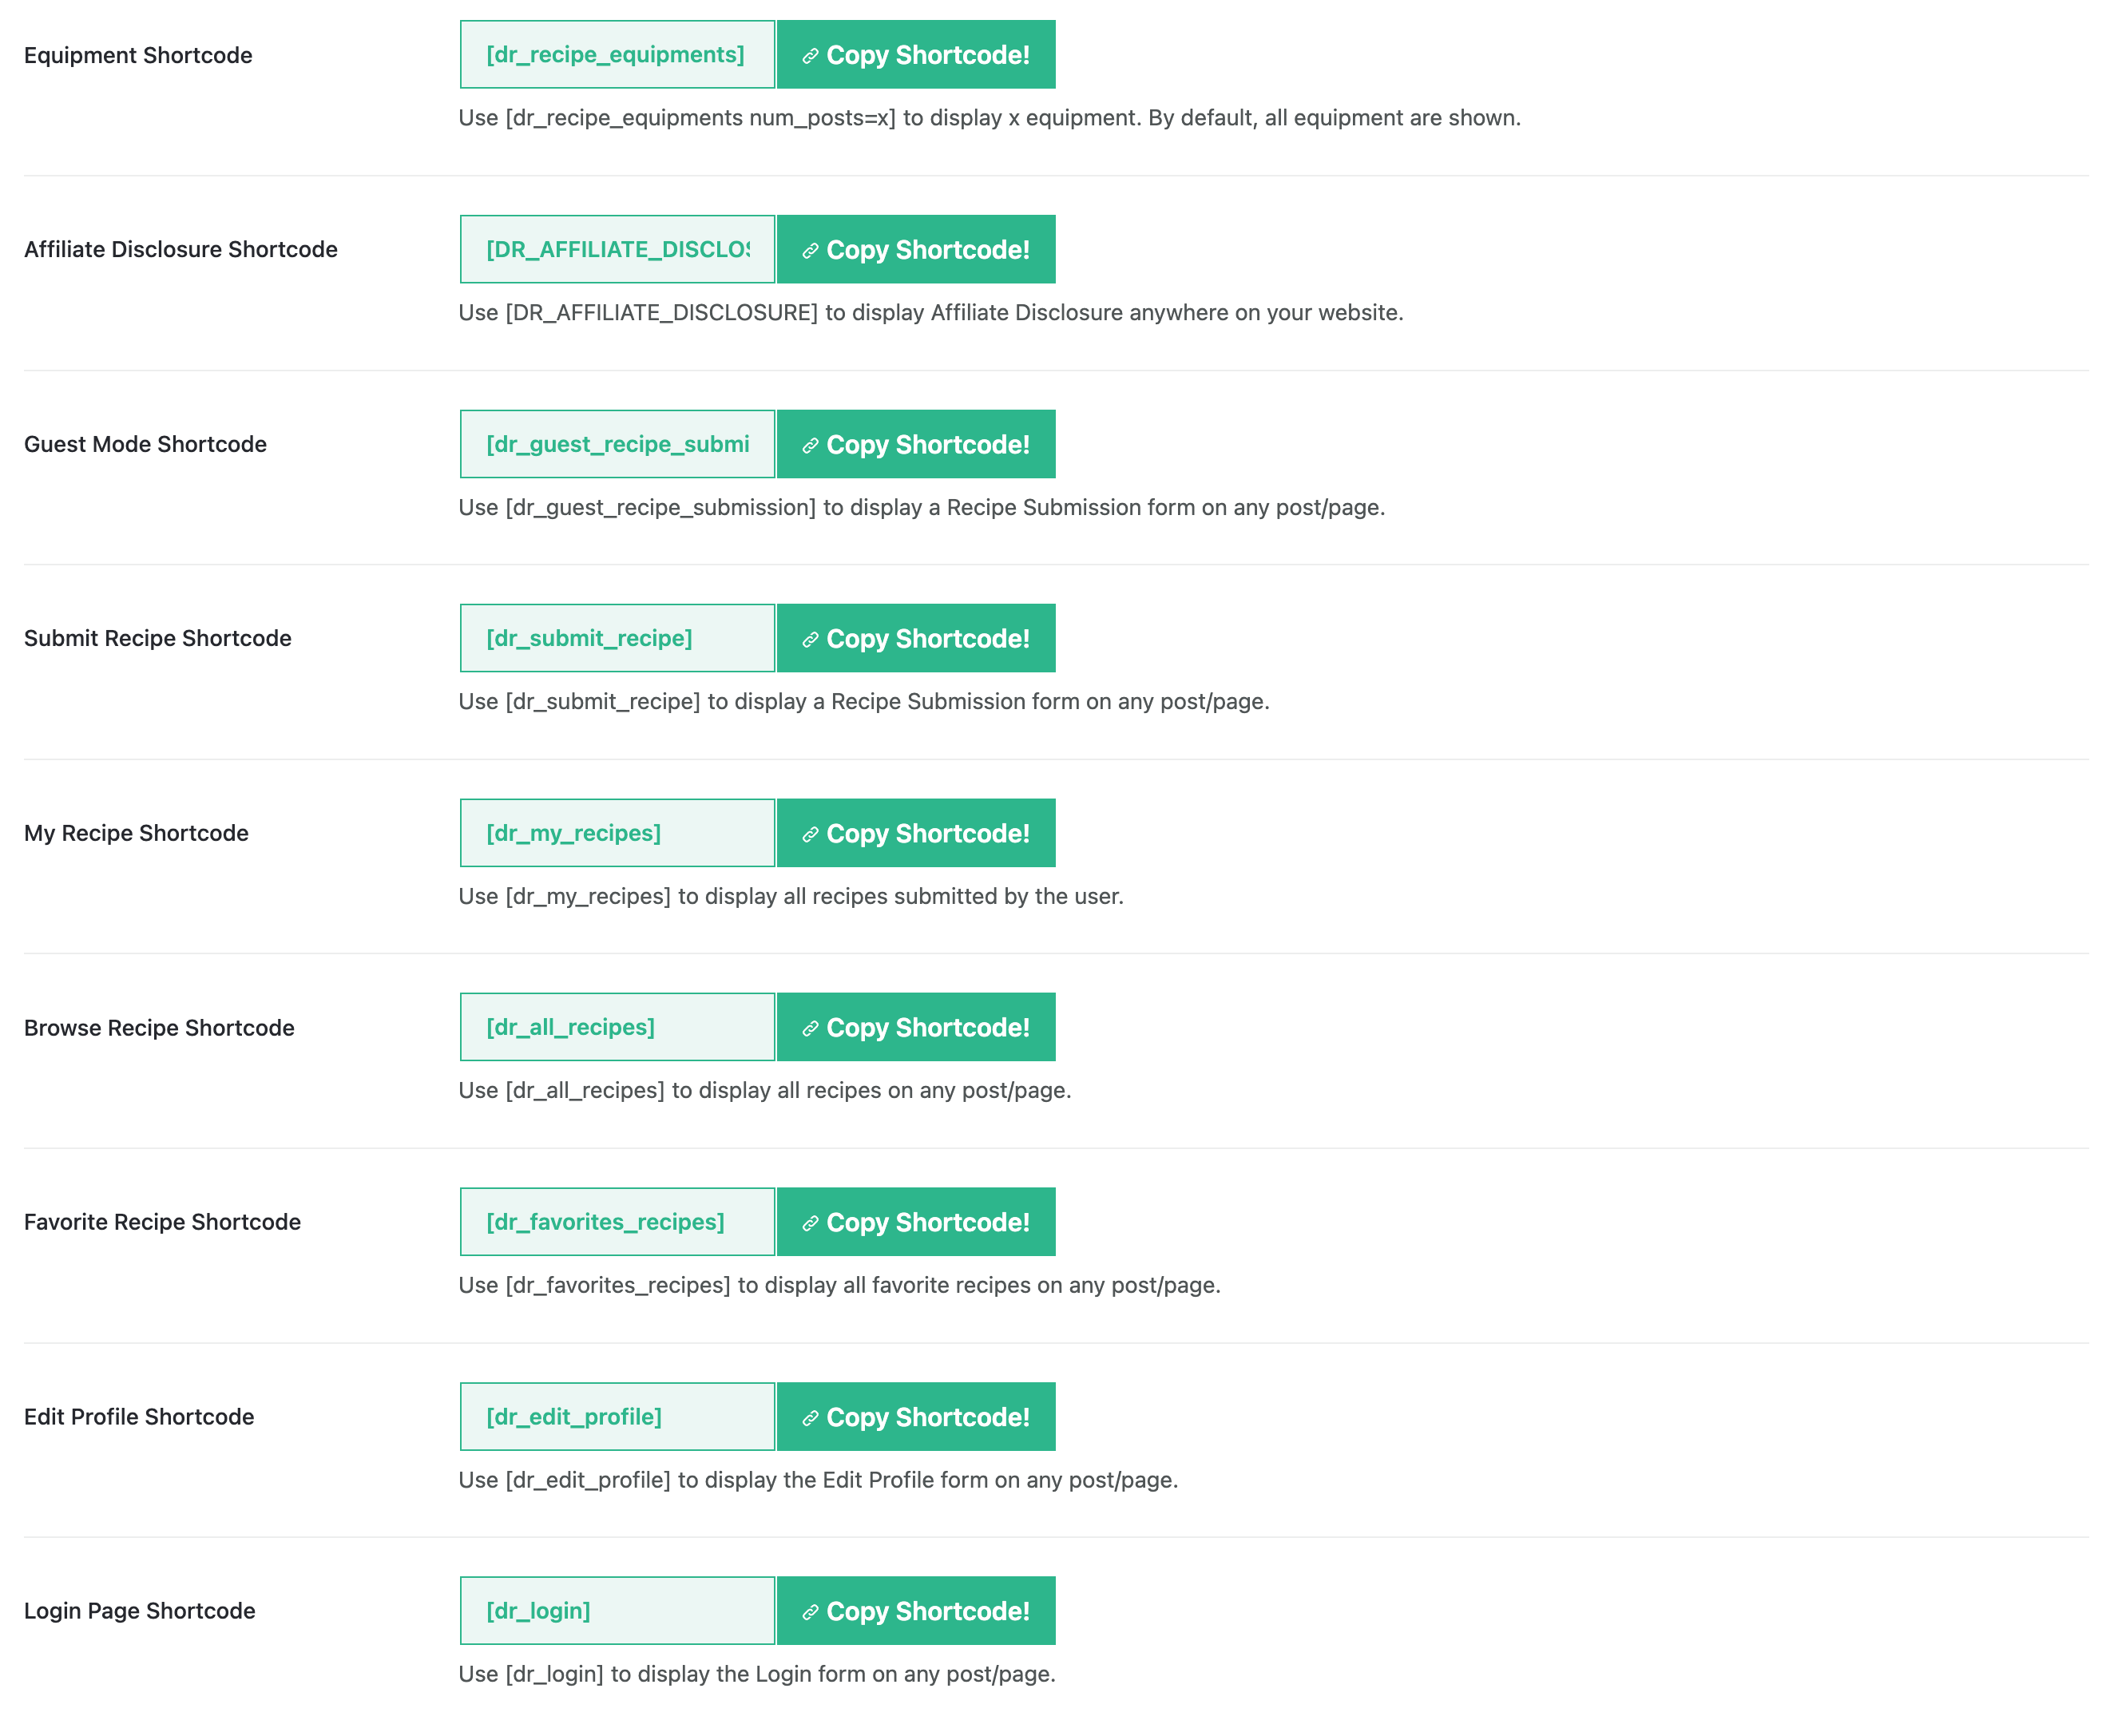 Equipment Shortcode
[dr_recipe_equipments]
Copy Shortcode!
Use [dr_recipe_equipments num_posts=x] to display x equipment. By default, all equipment are shown.
Affiliate Disclosure Shortcode
[DR_AFFILIATE_DISCLOS
Copy Shortcode!
Use [DR_AFFILIATE_DISCLOSURE] to display Affiliate Disclosure anywhere on your website.
Guest Mode Shortcode
[dr_guest_recipe_submi
Copy Shortcode!
Use [dr_guest_recipe_submission] to display a Recipe Submission form on any post/page.
Submit Recipe Shortcode
[dr_submit_recipe]
Copy Shortcode!
Use [dr_submit_recipe] to display a Recipe Submission form on any post/page.
My Recipe Shortcode
[dr_my_recipes]
Copy Shortcode!
Use [dr_my_recipes] to display all recipes submitted by the user.
Browse Recipe Shortcode
[dr_all_recipes]
Copy Shortcode!
Use [dr_all_recipes] to display all recipes on any post/page.
Favorite Recipe Shortcode
[dr_favorites_recipes]
Copy Shortcode!
Use [dr_favorites_recipes] to display all favorite recipes on any post/page.
Edit Profile Shortcode
[dr_edit_profile]
Copy Shortcode!
Use [dr_edit_profile] to display the Edit Profile form on any post/page.
Login Page Shortcode
[dr_login]
Copy Shortcode!
Use [dr_login] to display the Login form on any post/page.